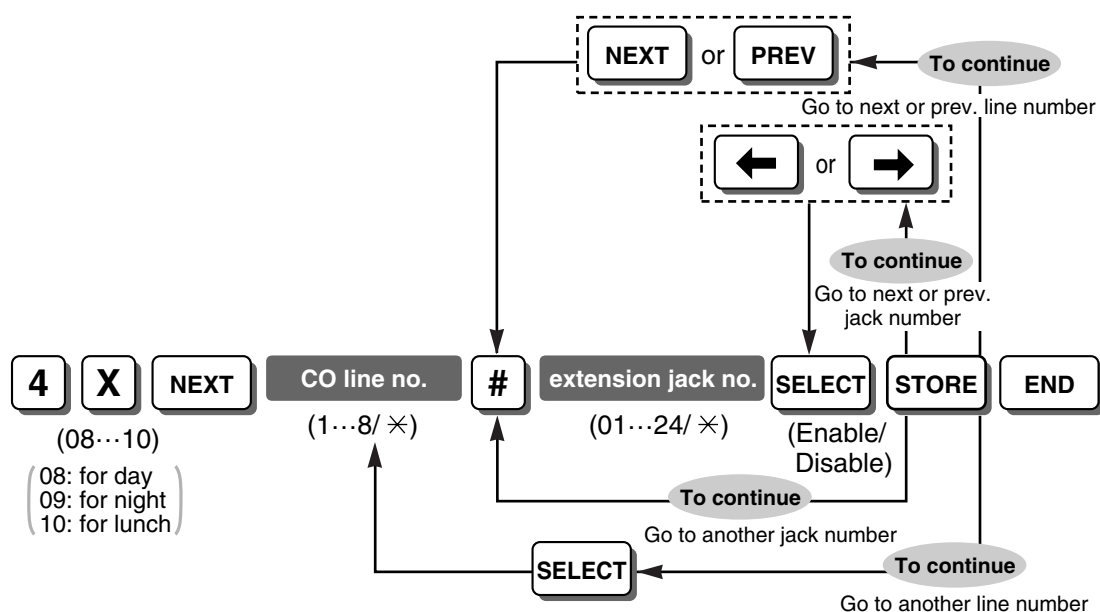 NEXT or PREV
To continue
Go to next or prev. line number
← or →
To continue
Go to next or prev.
jack number
4 X NEXT CO line no. # extension jack no. SELECT STORE END
(08···10)
(1···8/ ✳)
(01···24/ ✳)
(Enable/
Disable)
08: for day
09: for night
10: for lunch
To continue
Go to another jack number
SELECT
To continue
Go to another line number